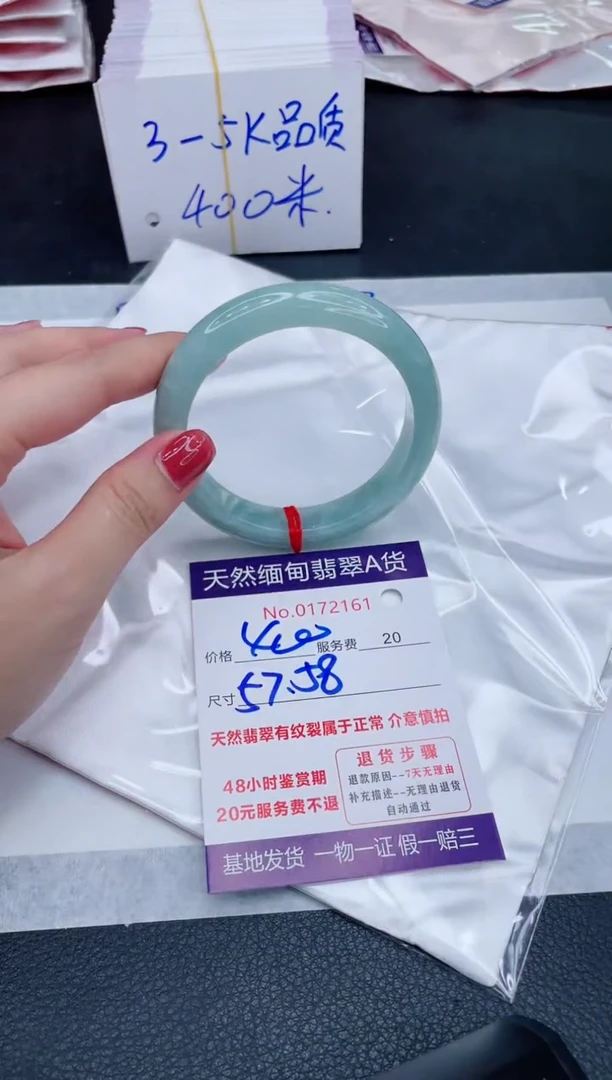 3-5K品质
400米.
天然缅甸翡翠A货
No.0172161
价格 400 服务费 20
尺寸 57.58
天然翡翠有纹裂属于正常 介意慎拍
48小时鉴赏期
20元服务费不退
退货步骤
退款原因--7天无理由
补充描述--无理由退货
自动通过
基地发货 一物一证 假一赔三